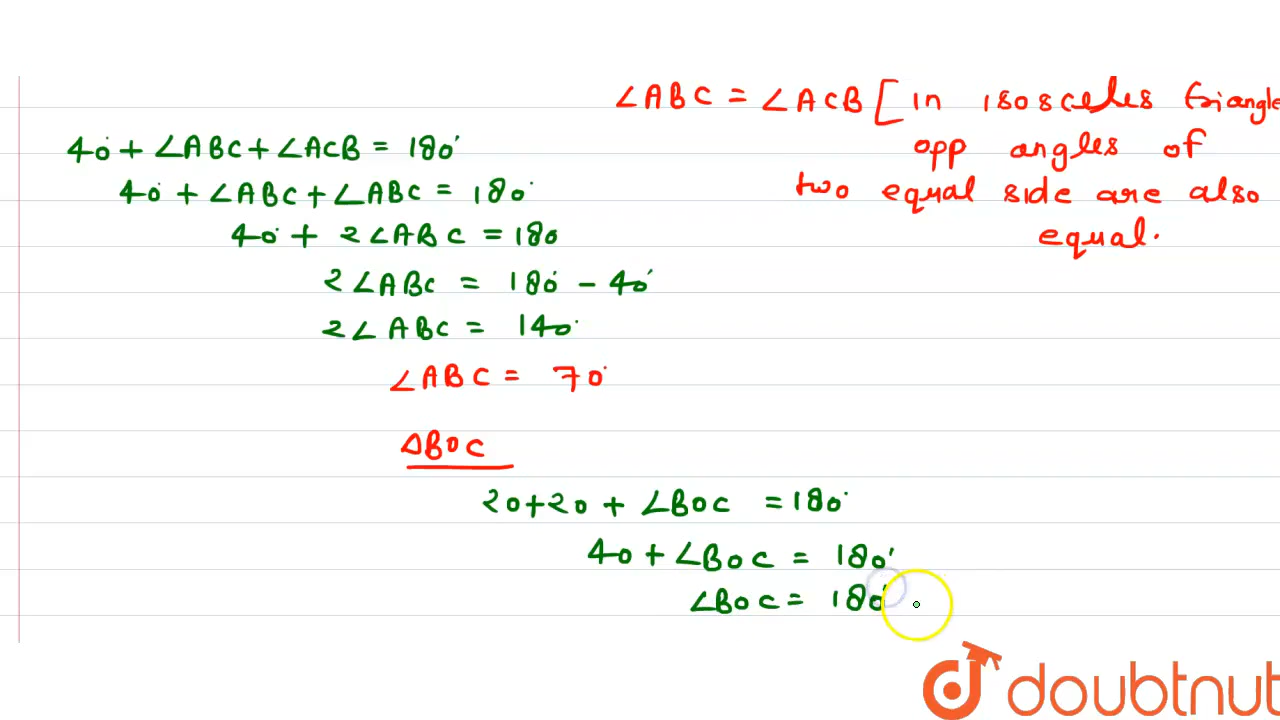 ∠ABC = ∠ACB [ in isosceles triangle
opp angles of
two equal side are also
equal.
40° + ∠ABC + ∠ACB = 180°
40° + ∠ABC + ∠ABC = 180°
40° + 2∠ABC = 180
2∠ABC = 180° - 40°
2∠ABC = 140°
∠ABC = 70°
△BOC
20+20 + ∠BOC = 180°
40 + ∠BOC = 180°
∠BOC = 180°
doubtnut